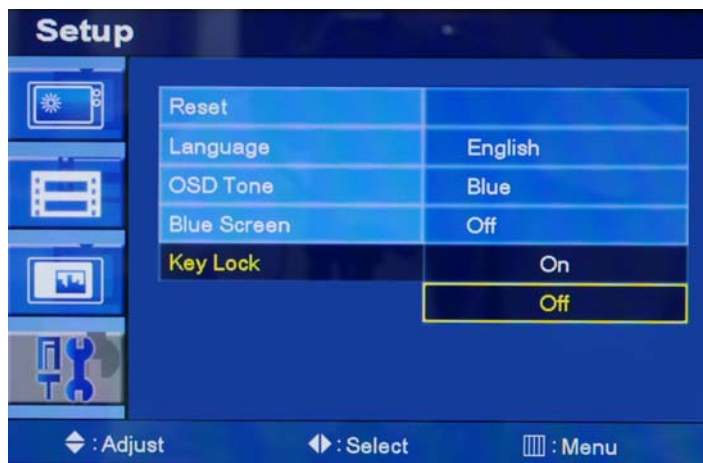 Setup
Reset
Language English
OSD Tone Blue
Blue Screen Off
Key Lock On
Off
: Adjust : Select : Menu